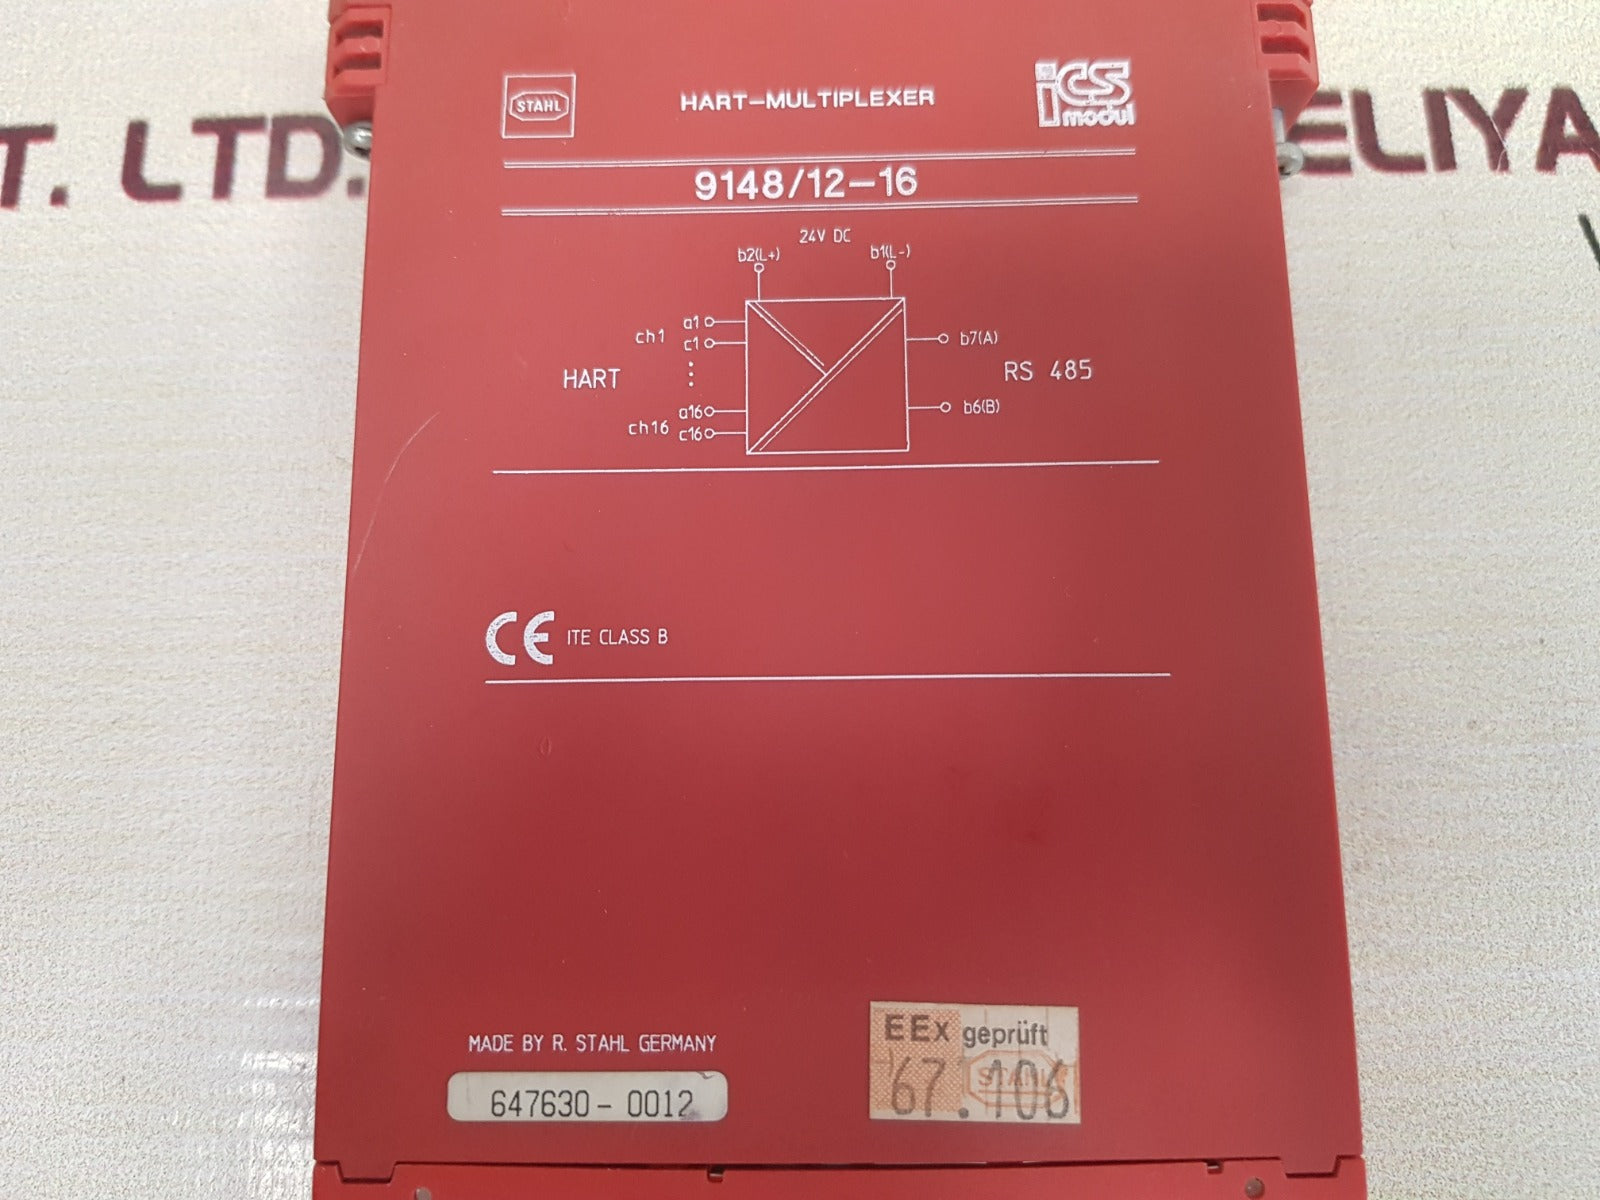 T. LTD.
ELIYA
STAHL
HART-MULTIPLEXER
iCS modul
9148/12-16
24V DC
b2(L+) b1(L-)
ch1 a1
c1
b7(A)
HART
RS 485
ch16 a16
c16
b6(B)
CE ITE CLASS B
MADE BY R. STAHL GERMANY
647630-0012
EEx geprüft
STAHL
67.106